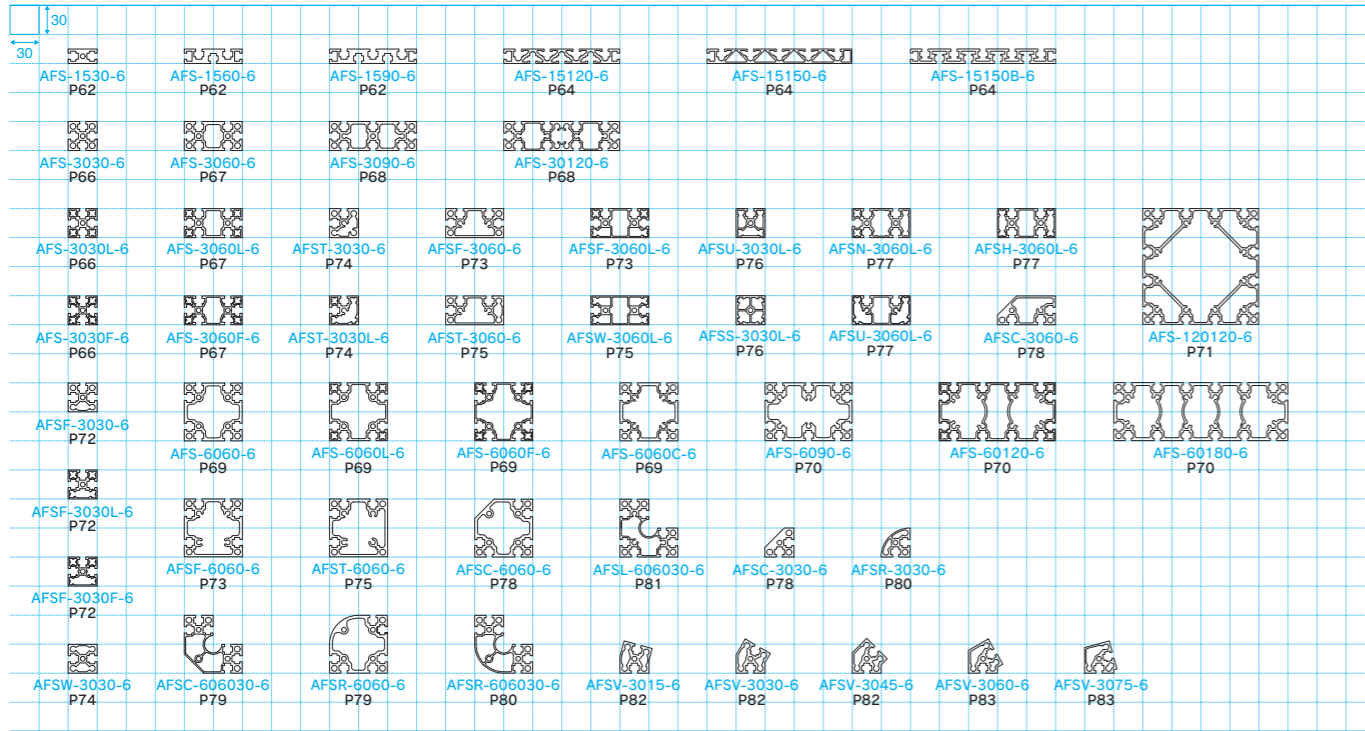 30
30
AFS-1530-6 AFS-1560-6 AFS-1590-6 AFS-15120-6 AFS-15150-6 AFS-15150B-6
P62 P62 P62 P64 P64 P64
AFS-3030-6 AFS-3060-6 AFS-3090-6 AFS-30120-6
P66 P67 P68 P68
AFS-3030L-6 AFS-3060L-6 AFST-3030-6 AFSF-3060-6 AFSF-3060L-6 AFSU-3030L-6 AFSN-3060L-6 AFSH-3060L-6
P66 P67 P74 P73 P73 P76 P77 P77
AFS-3030F-6 AFS-3060F-6 AFST-3030L-6 AFST-3060-6 AFSW-3060L-6 AFSS-3030L-6 AFSU-3060L-6 AFSC-3060-6 AFS-120120-6
P66 P67 P74 P75 P75 P76 P77 P78 P71
AFSF-3030-6
P72
AFS-6060-6 AFS-6060L-6 AFS-6060F-6 AFS-6060C-6 AFS-6090-6 AFS-60120-6 AFS-60180-6
P69 P69 P69 P69 P70 P70 P70
AFSF-3030L-6
P72
AFSF-6060-6 AFST-6060-6 AFSC-6060-6 AFSL-606030-6 AFSC-3030-6 AFSR-3030-6
P73 P75 P78 P81 P78 P80
AFSF-3030F-6
P72
AFSW-3030-6 AFSC-606030-6 AFSR-6060-6 AFSR-606030-6 AFSV-3015-6 AFSV-3030-6 AFSV-3045-6 AFSV-3060-6 AFSV-3075-6
P74 P79 P79 P80 P82 P82 P82 P83 P83